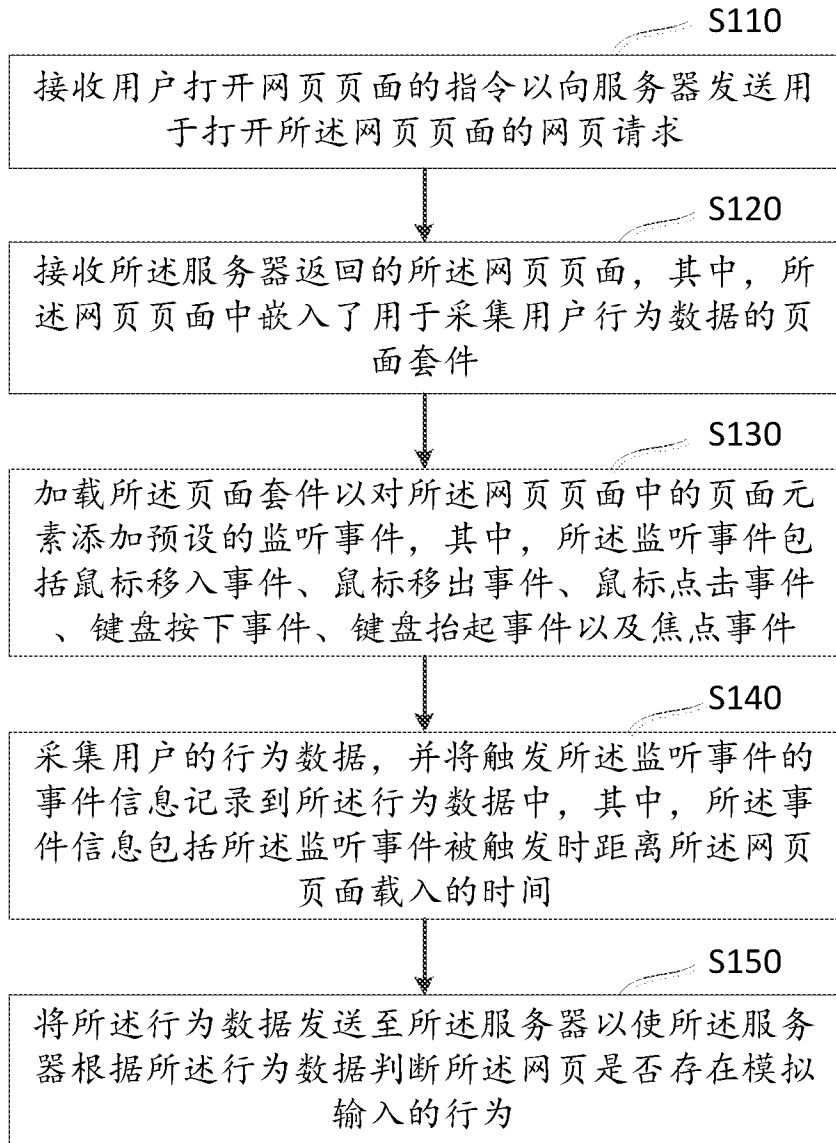 S110
接收用户打开网页页面的指令以向服务器发送用
于打开所述网页页面的网页请求
S120
接收所述服务器返回的所述网页页面，其中，所
述网页页面中嵌入了用于采集用户行为数据的页
面套件
S130
加载所述页面套件以对所述网页页面中的页面元
素添加预设的监听事件，其中，所述监听事件包
括鼠标移入事件、鼠标移出事件、鼠标点击事件
、键盘按下事件、键盘抬起事件以及焦点事件
S140
采集用户的行为数据，并将触发所述监听事件的
事件信息记录到所述行为数据中，其中，所述事
件信息包括所述监听事件被触发时距离所述网页
页面载入的时间
S150
将所述行为数据发送至所述服务器以使所述服务
器根据所述行为数据判断所述网页是否存在模拟
输入的行为